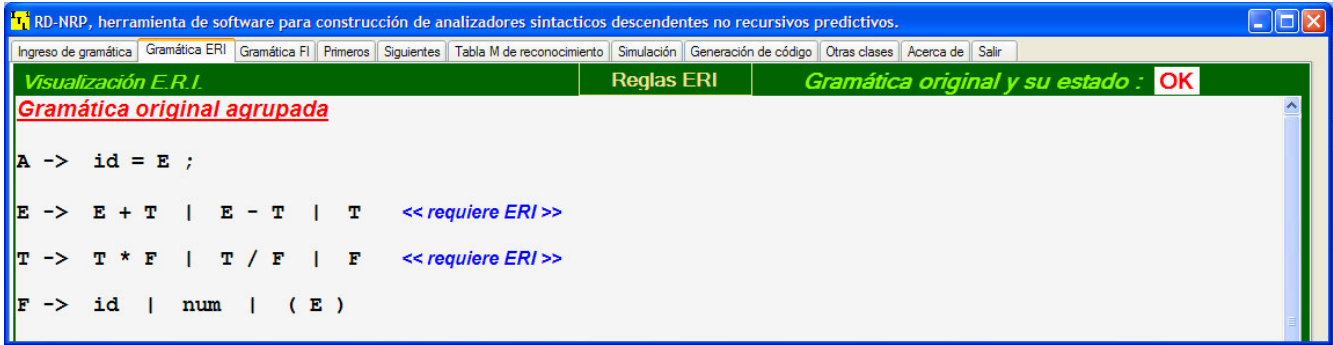 RD-NRP, herramienta de software para construcción de analizadores sintacticos descendentes no recursivos predictivos.
Ingreso de gramática Gramática ERI Gramática FI Primeros Siguientes Tabla M de reconocimiento Simulación Generación de código Otras clases Acerca de Salir
Visualización E.R.I. Reglas ERI Gramática original y su estado : OK
Gramática original agrupada
A -> id = E ;
E -> E + T | E - T | T << requiere ERI >>
T -> T * F | T / F | F << requiere ERI >>
F -> id | num | ( E )